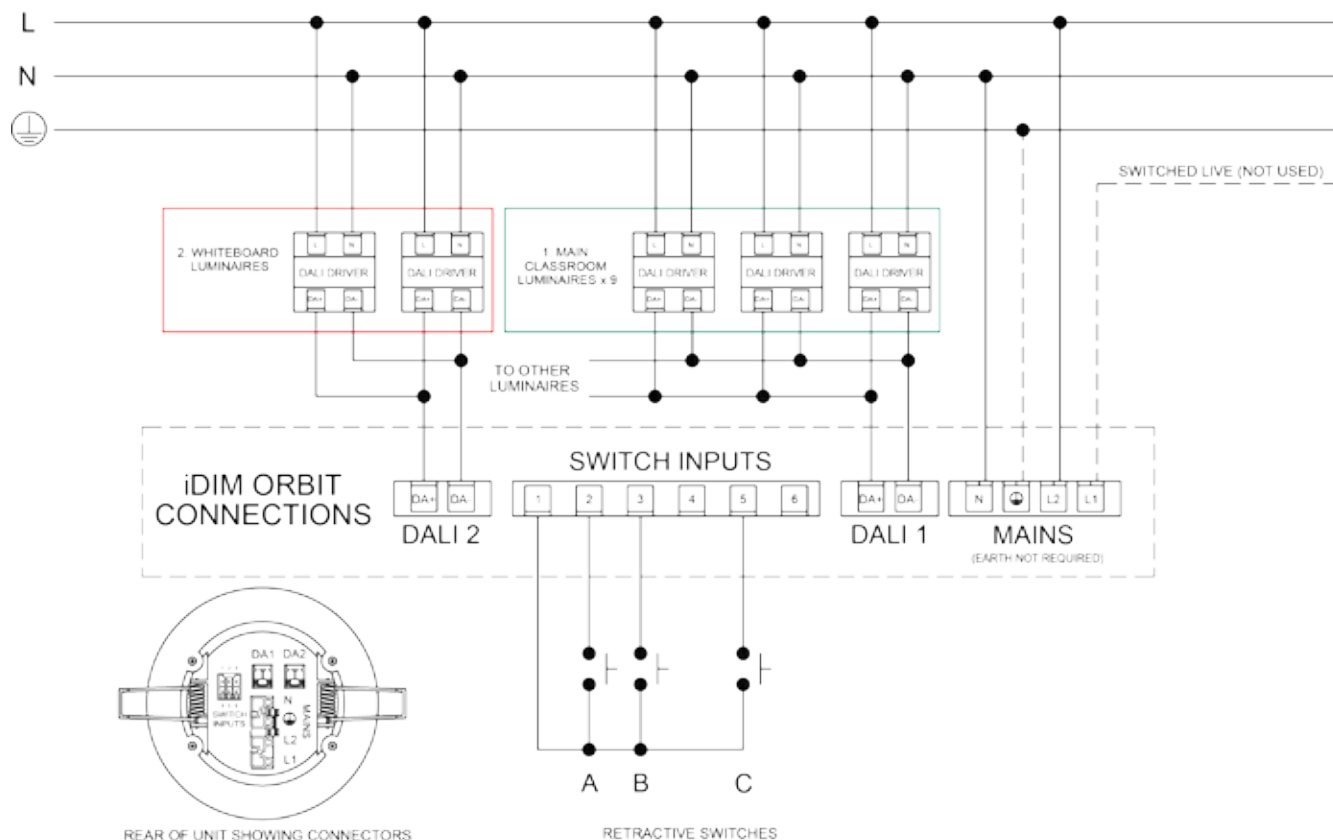 L
N
SWITCHED LIVE (NOT USED)
2. WHITEBOARD
LUMINAIRES
L N
DALI DRIVER
DA+ DA-
L N
DALI DRIVER
DA+ DA-
1. MAIN
CLASSROOM
LUMINAIRES x 9
L N
DALI DRIVER
DA+ DA-
L N
DALI DRIVER
DA+ DA-
L N
DALI DRIVER
DA+ DA-
TO OTHER
LUMINAIRES
iDIM ORBIT
CONNECTIONS
DA+ DA-
DALI 2
SWITCH INPUTS
1 2 3 4 5 6
DA+ DA-
DALI 1
N L2 L1
MAINS
(EARTH NOT REQUIRED)
DA1 DA2
SWITCH
INPUTS
N
L2
L1
MAINS
A B C
REAR OF UNIT SHOWING CONNECTORS
RETRACTIVE SWITCHES